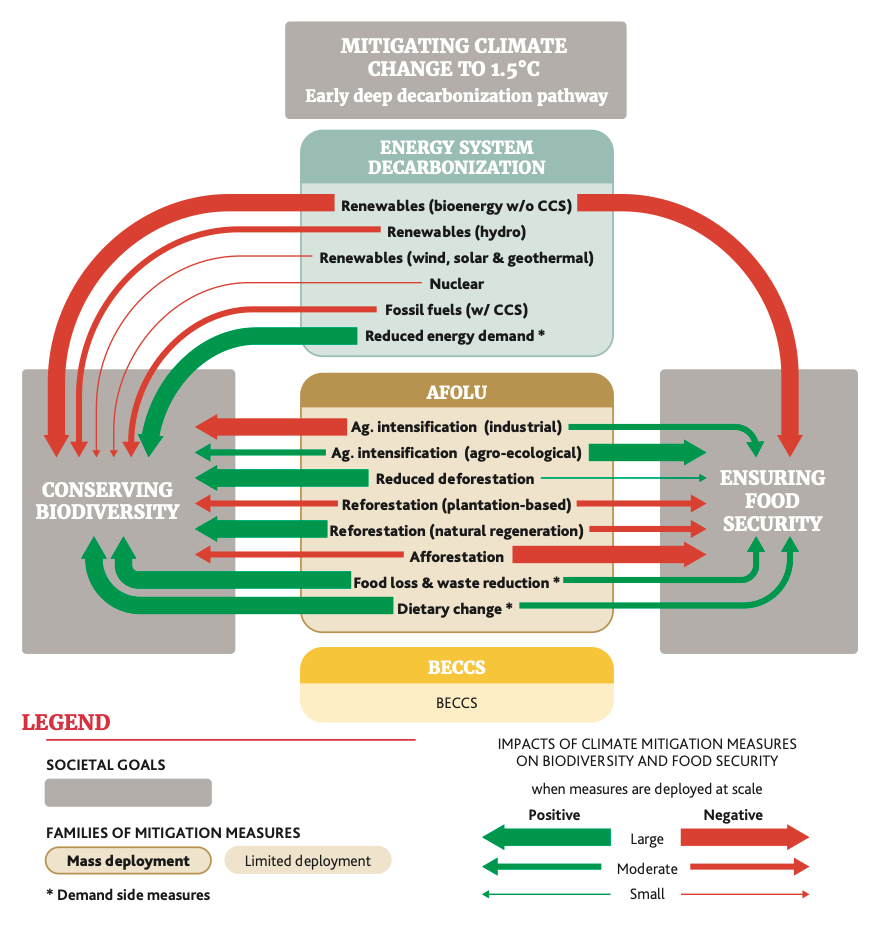 MITIGATING CLIMATE
CHANGE TO 1.5°C
Early deep decarbonization pathway
ENERGY SYSTEM
DECARBONIZATION
Renewables (bioenergy w/o CCS)
Renewables (hydro)
Renewables (wind, solar & geothermal)
Nuclear
Fossil fuels (w/ CCS)
Reduced energy demand *
AFOLU
Ag. intensification (industrial)
Ag. intensification (agro-ecological)
Reduced deforestation
Reforestation (plantation-based)
Reforestation (natural regeneration)
Afforestation
Food loss & waste reduction *
Dietary change *
CONSERVING
BIODIVERSITY
ENSURING
FOOD
SECURITY
BECCS
BECCS
LEGEND
SOCIETAL GOALS
FAMILIES OF MITIGATION MEASURES
Mass deployment
Limited deployment
* Demand side measures
IMPACTS OF CLIMATE MITIGATION MEASURES
ON BIODIVERSITY AND FOOD SECURITY
when measures are deployed at scale
Positive
Negative
Large
Moderate
Small